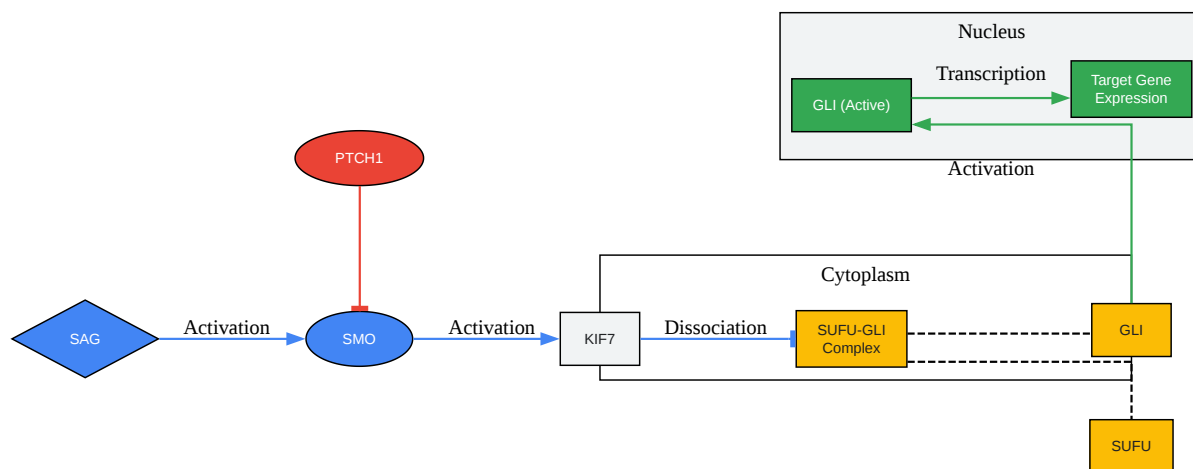 Nucleus
Transcription
Target Gene
Expression
GLI (Active)
PTCH1
Activation
Cytoplasm
SAG
Activation
SMO
Activation
KIF7
Dissociation
SUFU-GLI
Complex
GLI
SUFU